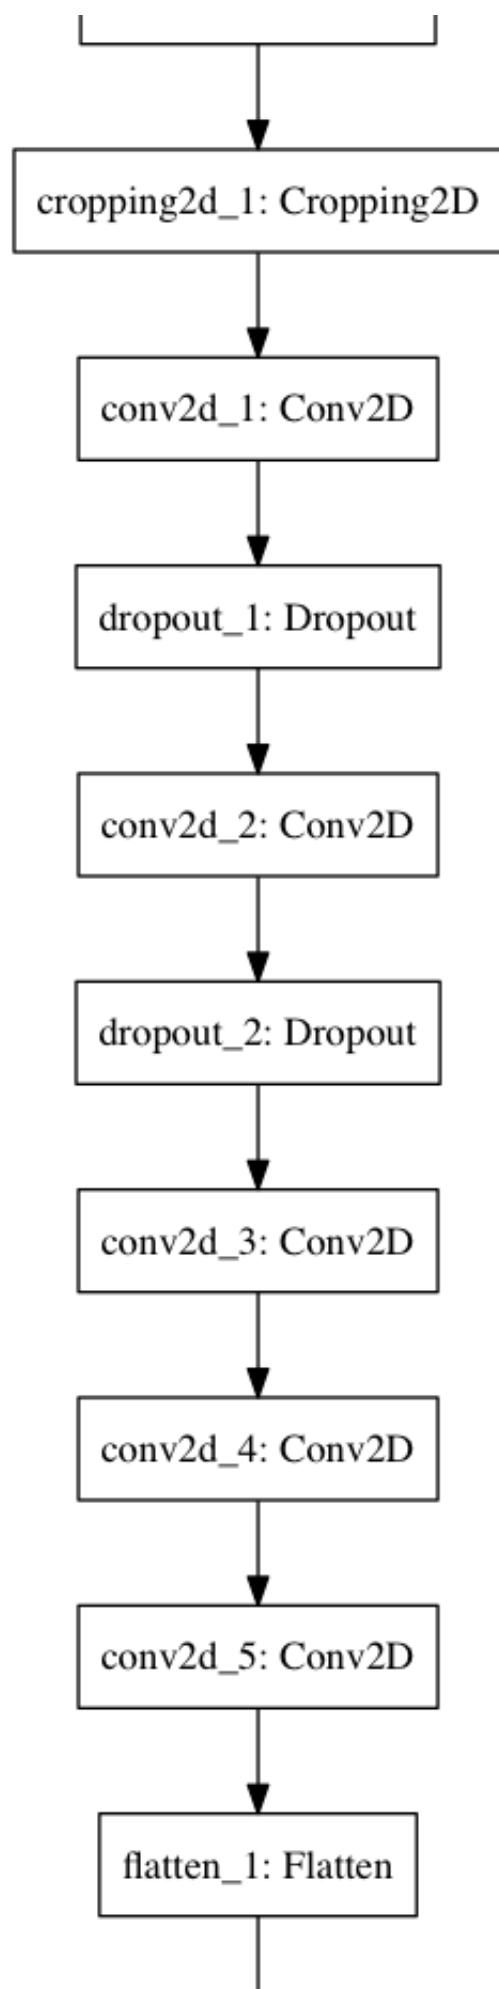 cropping2d_1: Cropping2D
conv2d_1: Conv2D
dropout_1: Dropout
conv2d_2: Conv2D
dropout_2: Dropout
conv2d_3: Conv2D
conv2d_4: Conv2D
conv2d_5: Conv2D
flatten_1: Flatten